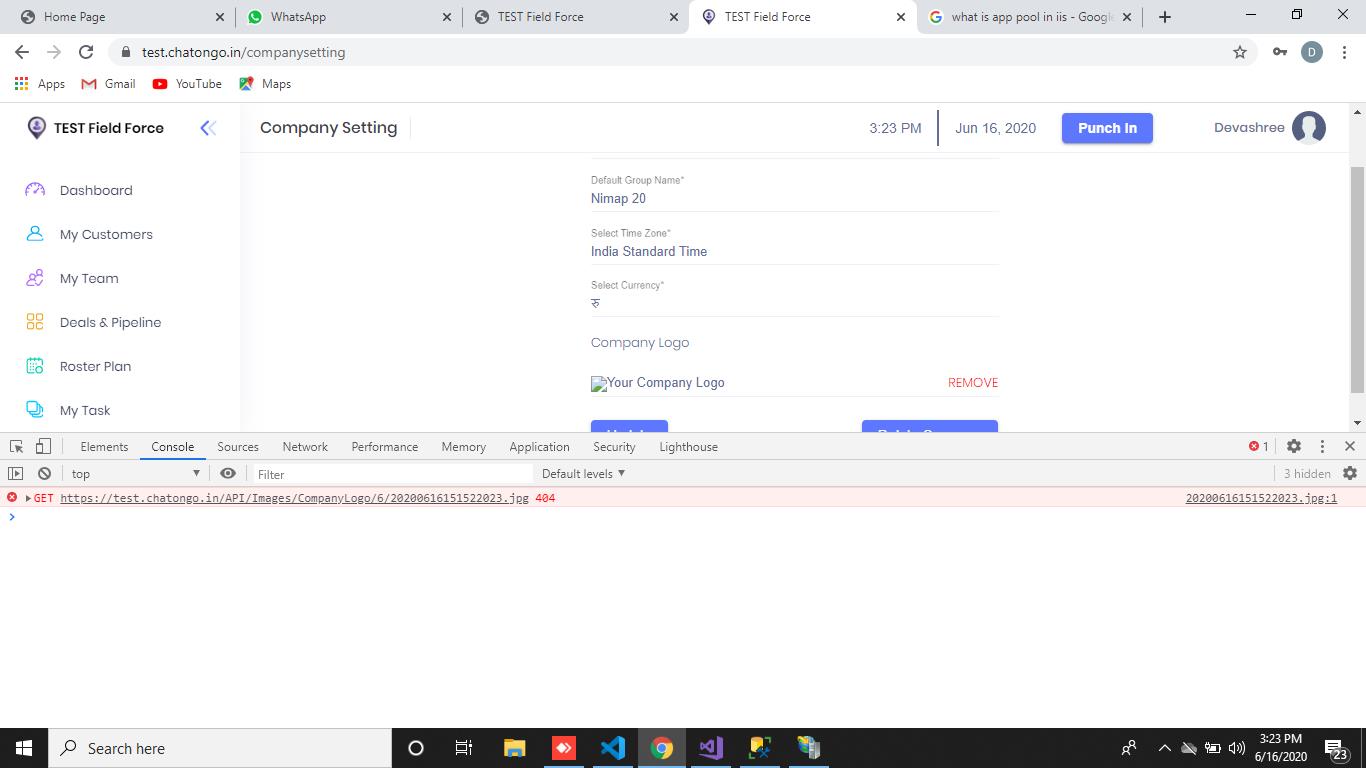 Home Page
WhatsApp
TEST Field Force
TEST Field Force
what is app pool in iis - Googl
test.chatongo.in/companysetting
D
Apps
Gmail
YouTube
Maps
TEST Field Force
Company Setting
3:23 PM
Jun 16, 2020
Punch In
Devashree
Dashboard
My Customers
My Team
Deals & Pipeline
Roster Plan
My Task
Default Group Name*
Nimap 20
Select Time Zone*
India Standard Time
Select Currency*
रु
Company Logo
Your Company Logo
REMOVE
Elements
Console
Sources
Network
Performance
Memory
Application
Security
Lighthouse
1
top
Filter
Default levels
3 hidden
GET https://test.chatongo.in/API/Images/CompanyLogo/6/20200616151522023.jpg 404
20200616151522023.jpg:1
Search here
3:23 PM
6/16/2020
23